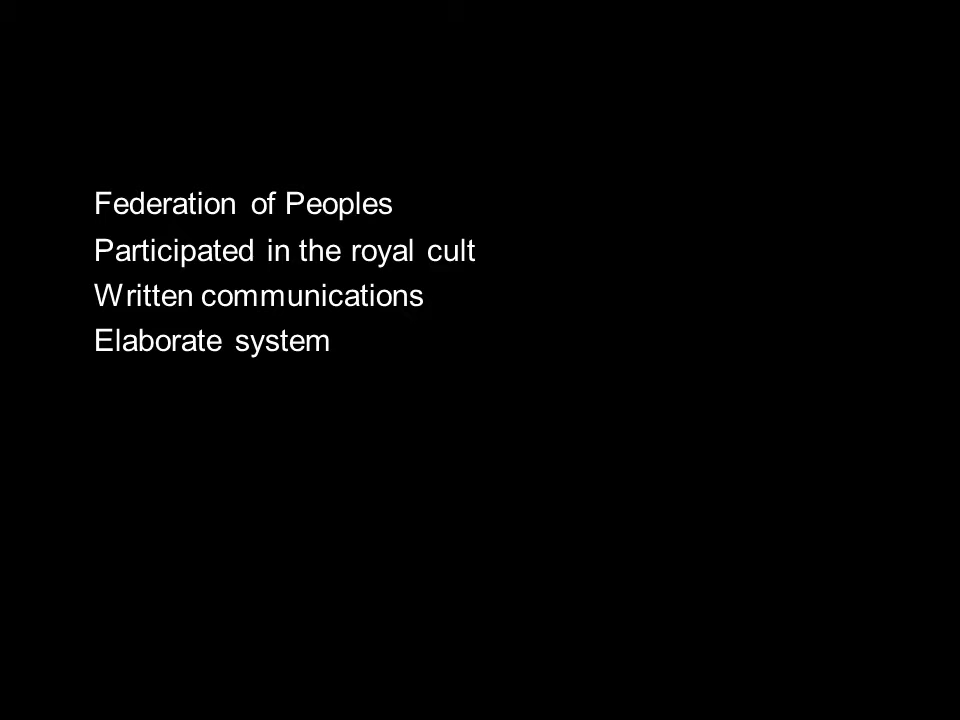 Federation of Peoples
Participated in the royal cult
Written communications
Elaborate system